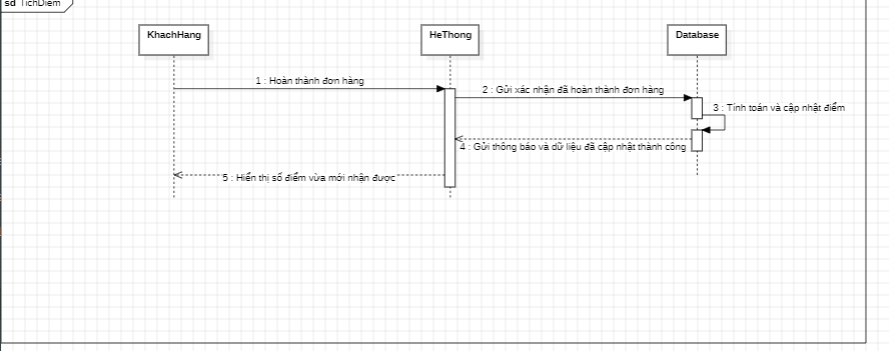 sd TichDiem
KhachHang
HeThong
Database
1 : Hoàn thành đơn hàng
2 : Gửi xác nhận đã hoàn thành đơn hàng
3 : Tính toán và cập nhật điểm
4 : Gửi thông báo và dữ liệu đã cập nhật thành công
5 : Hiển thị số điểm vừa mới nhận được